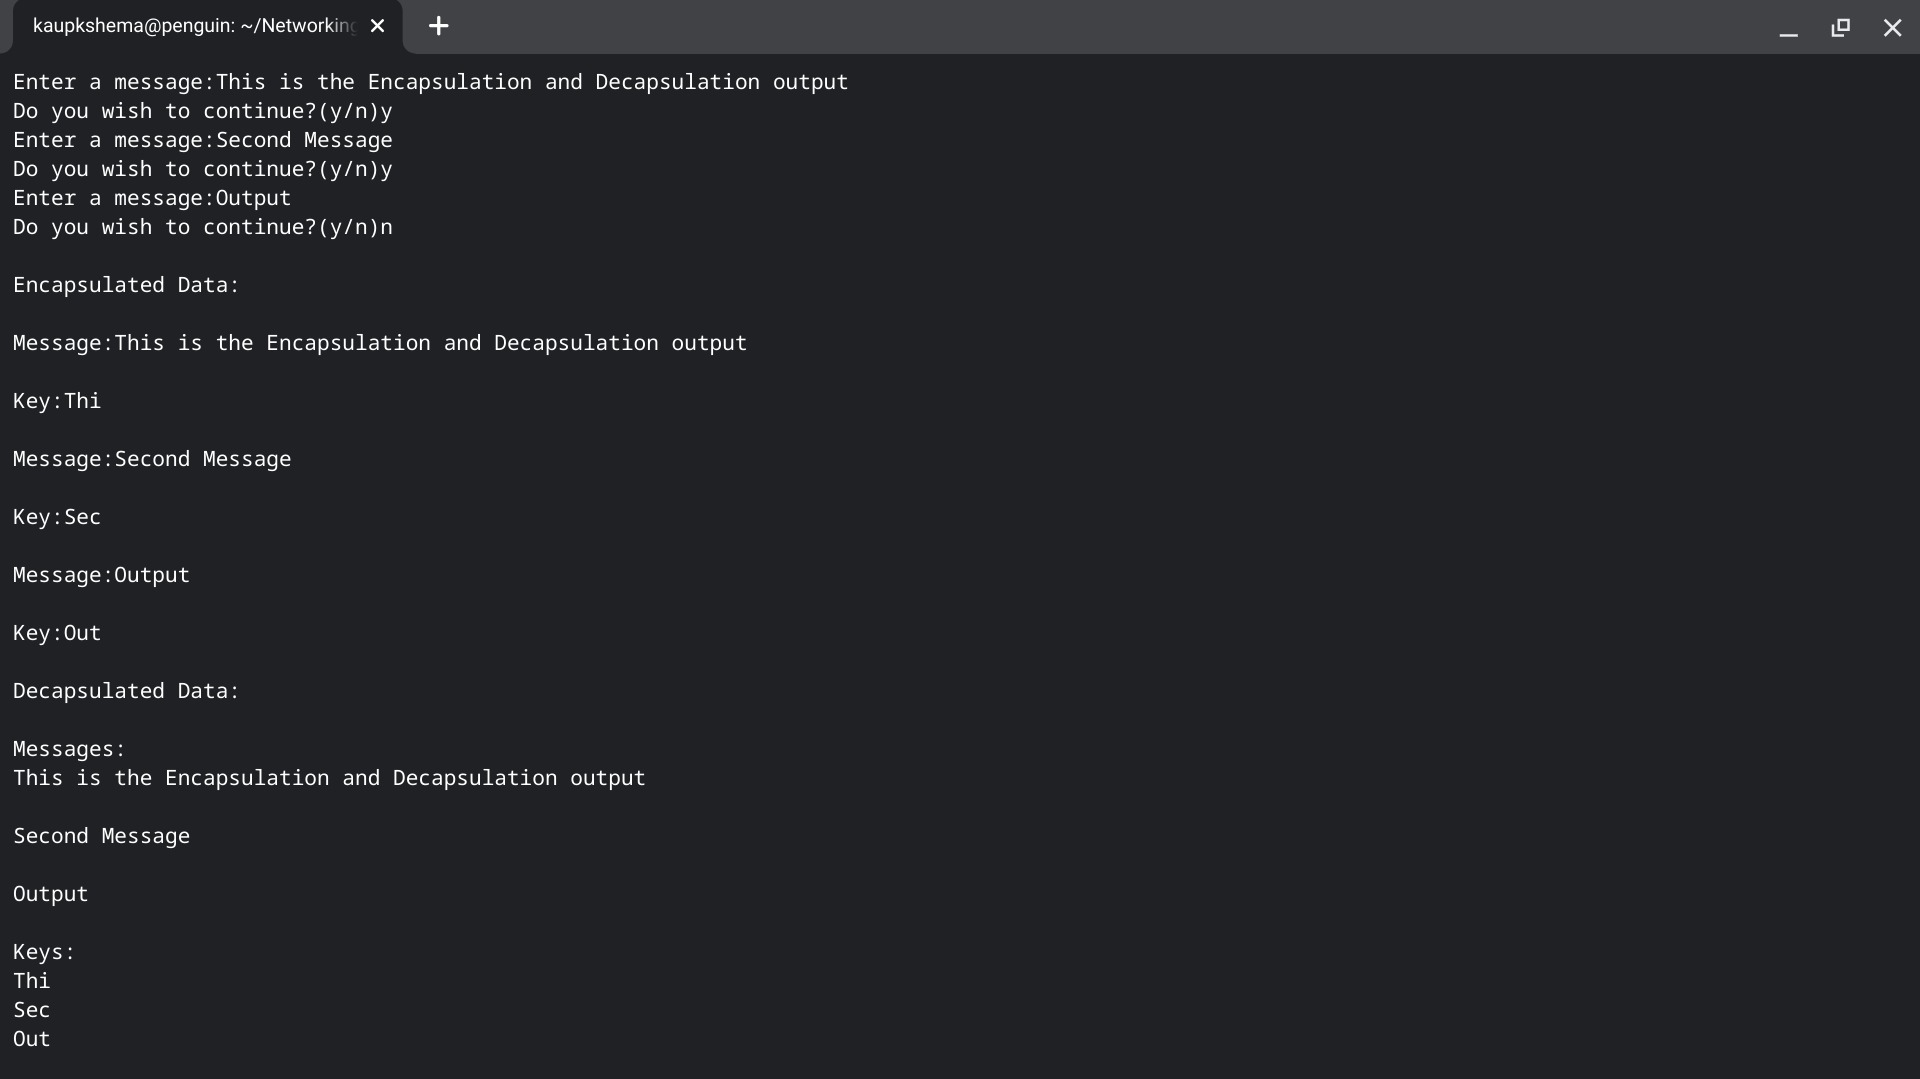 kaupkshema@penguin: ~/Networking
Enter a message:This is the Encapsulation and Decapsulation output
Do you wish to continue?(y/n)y
Enter a message:Second Message
Do you wish to continue?(y/n)y
Enter a message:Output
Do you wish to continue?(y/n)n
Encapsulated Data:
Message:This is the Encapsulation and Decapsulation output
Key:Thi
Message:Second Message
Key:Sec
Message:Output
Key:Out
Decapsulated Data:
Messages:
This is the Encapsulation and Decapsulation output
Second Message
Output
Keys:
Thi
Sec
Out